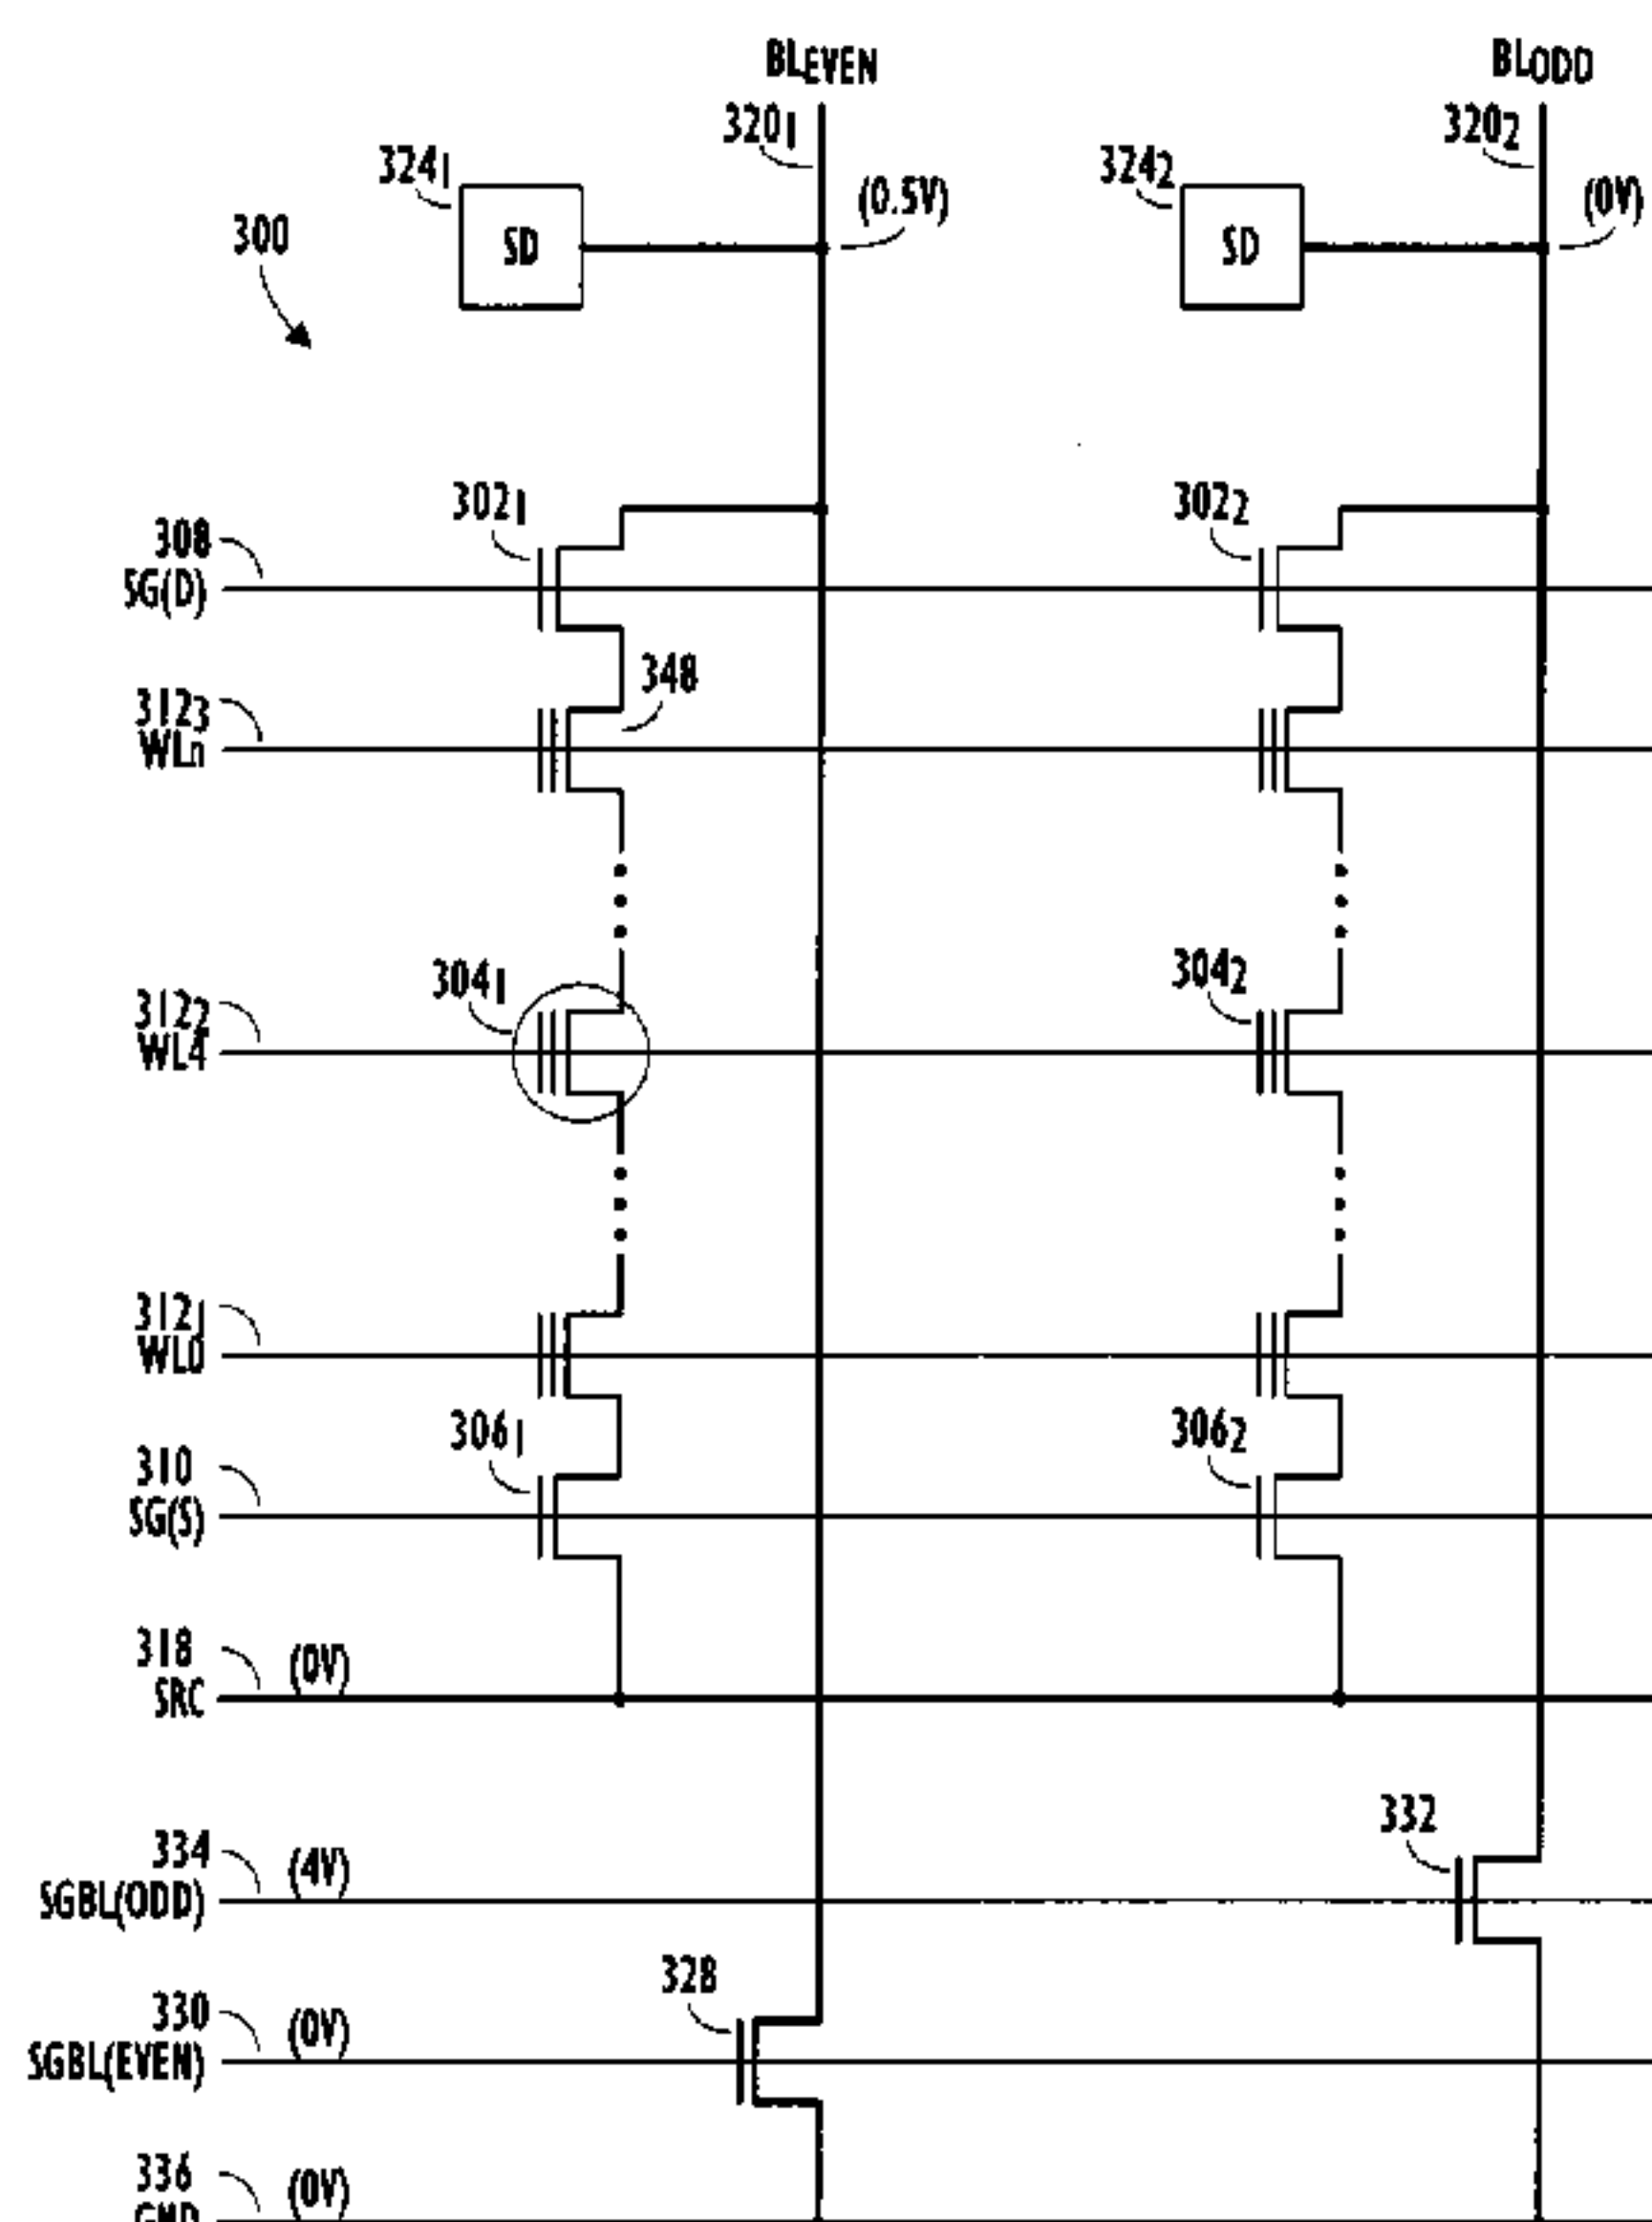 BLEVEN BLODD
3201 3202
3241 3242
(0.5V) (0V)
300 SD SD
3021 3022
308
SG(D)
348
3123
WLn
3041 3042
3122
WL4
3121
WL0
3061 3062
310
SG(S)
318 (0V)
SRC
332
334 (4V)
SGBL(ODD)
328
330 (0V)
SGBL(EVEN)
336 (0V)
GND